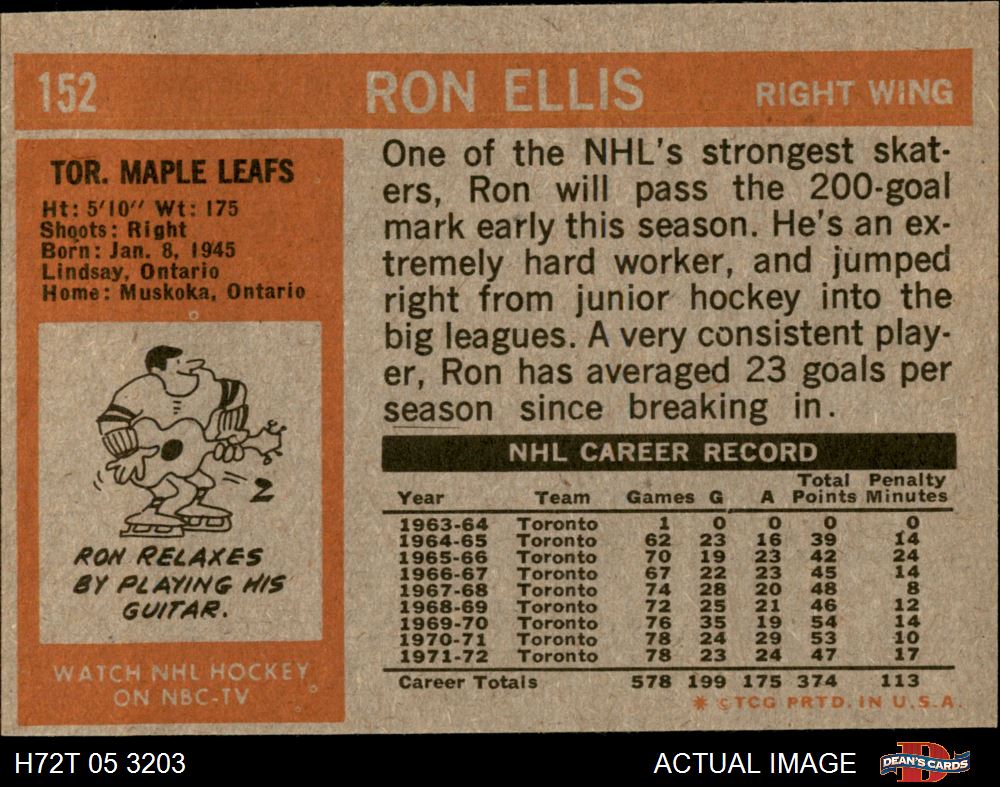 152 RON ELLIS RIGHT WING
TOR. MAPLE LEAFS
Ht: 5'10" Wt: 175
Shoots: Right
Born: Jan. 8, 1945
Lindsay, Ontario
Home: Muskoka, Ontario
RON RELAXES
BY PLAYING HIS
GUITAR.
WATCH NHL HOCKEY
ON NBC-TV
One of the NHL's strongest skat-
ers, Ron will pass the 200-goal
mark early this season. He's an ex-
tremely hard worker, and jumped
right from junior hockey into the
big leagues. A very consistent play-
er, Ron has averaged 23 goals per
season since breaking in.
NHL CAREER RECORD
Total Penalty
Year Team Games G A Points Minutes
1963-64 Toronto 1 0 0 0 0
1964-65 Toronto 62 23 16 39 14
1965-66 Toronto 70 19 23 42 24
1966-67 Toronto 67 22 23 45 14
1967-68 Toronto 74 28 20 48 8
1968-69 Toronto 72 25 21 46 12
1969-70 Toronto 76 35 19 54 14
1970-71 Toronto 78 24 29 53 10
1971-72 Toronto 78 23 24 47 17
Career Totals 578 199 175 374 113
* © TCG PRTD. IN U.S.A.
H72T 05 3203 ACTUAL IMAGE DEAN'S CARDS